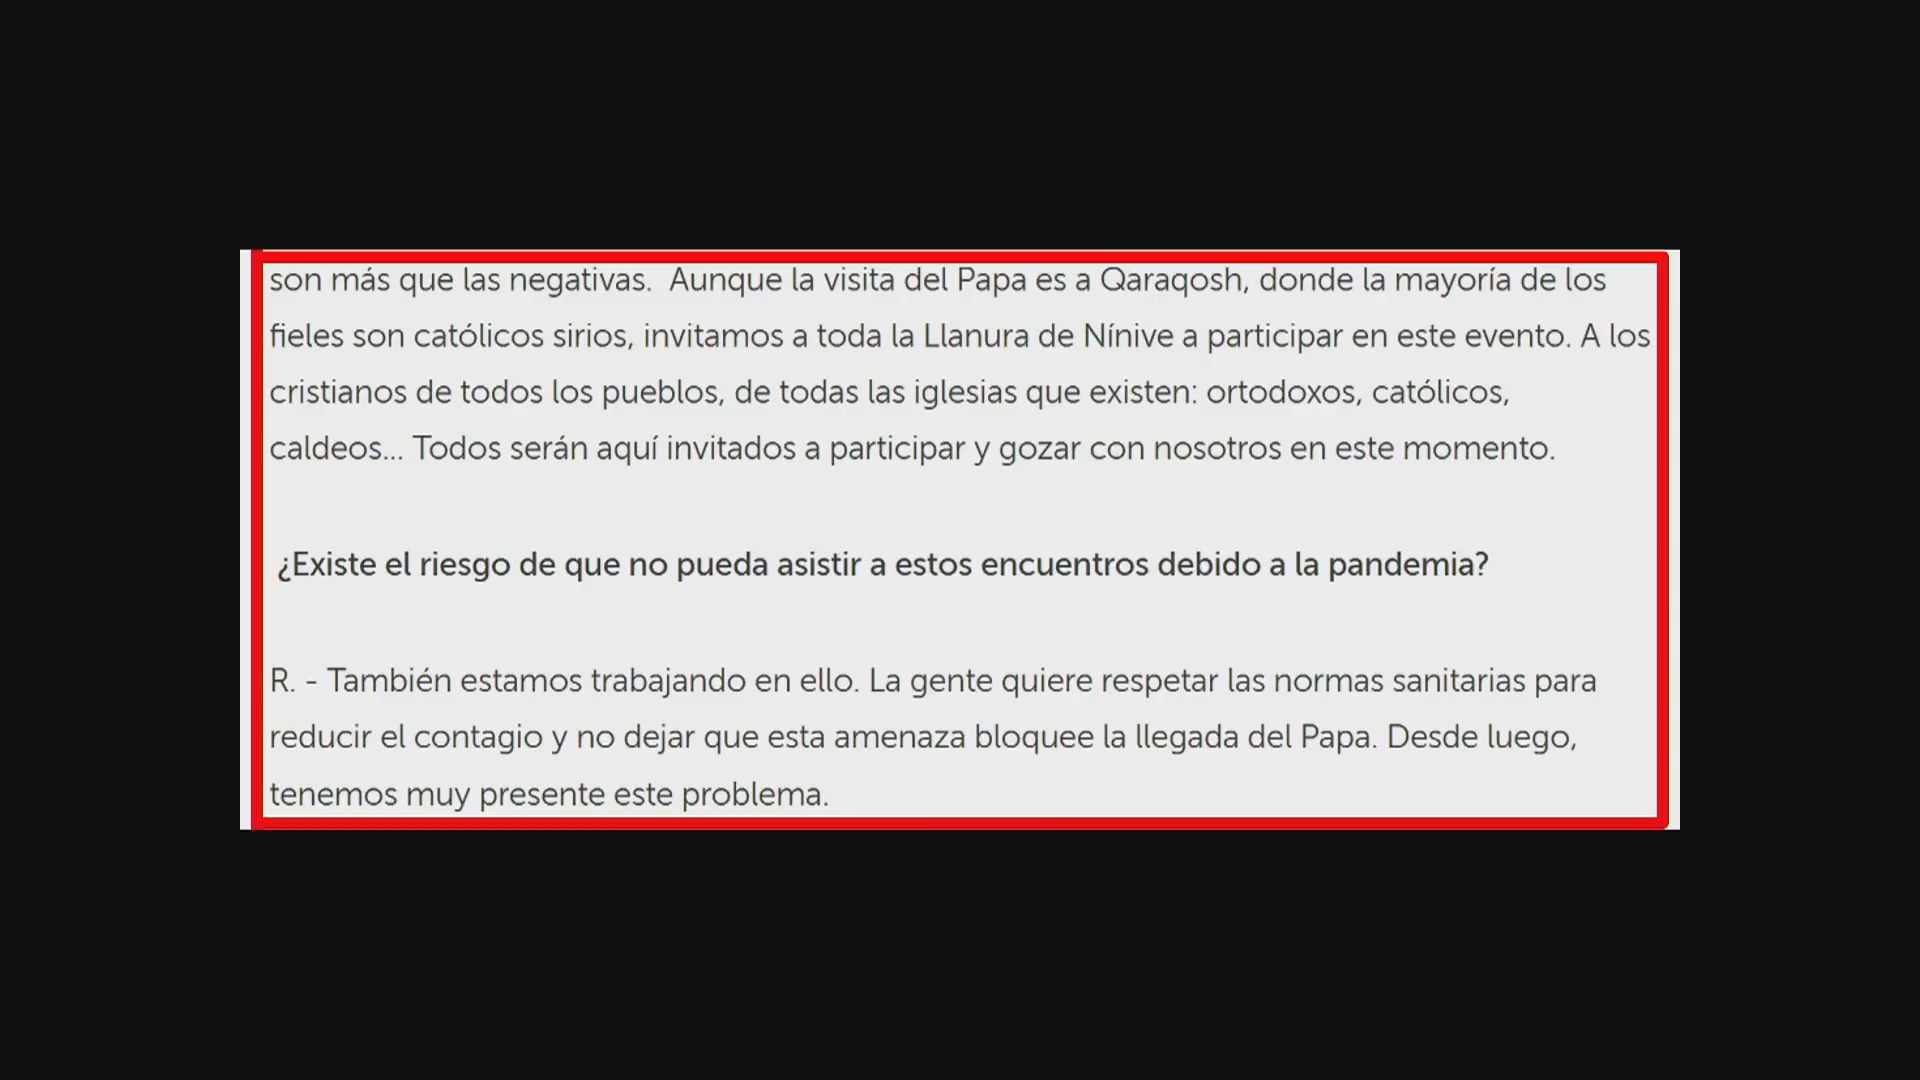 son más que las negativas.  Aunque la visita del Papa es a Qaraqosh, donde la mayoría de los
fieles son católicos sirios, invitamos a toda la Llanura de Nínive a participar en este evento. A los
cristianos de todos los pueblos, de todas las iglesias que existen: ortodoxos, católicos,
caldeos... Todos serán aquí invitados a participar y gozar con nosotros en este momento.
¿Existe el riesgo de que no pueda asistir a estos encuentros debido a la pandemia?
R. - También estamos trabajando en ello. La gente quiere respetar las normas sanitarias para
reducir el contagio y no dejar que esta amenaza bloquee la llegada del Papa. Desde luego,
tenemos muy presente este problema.